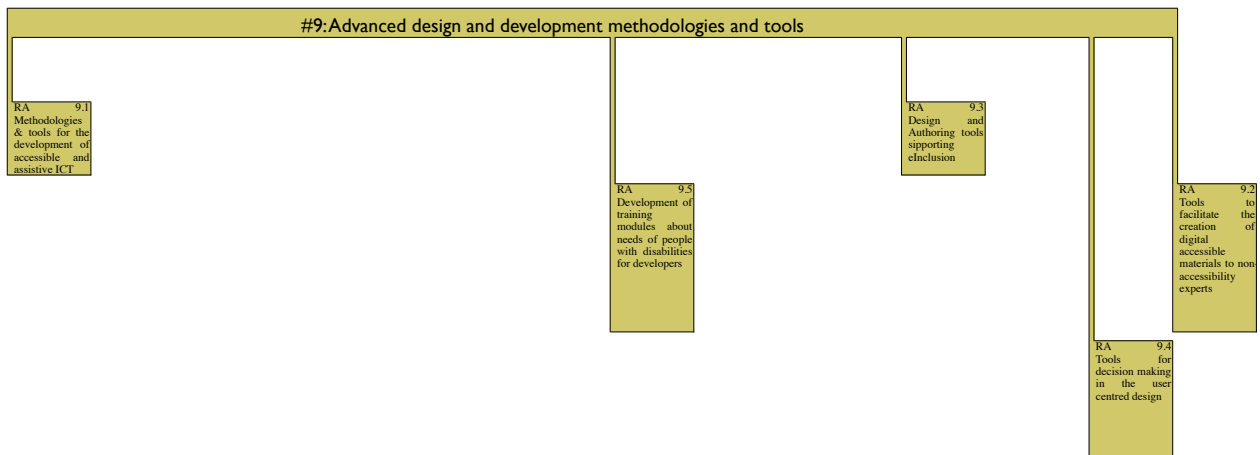 #9: Advanced design and development methodologies and tools
RA 9.1
Methodologies
& tools for the
development of
accessible and
assistive ICT
RA 9.5
Development of
training
modules about
needs of people
with disabilities
for developers
RA 9.3
Design and
Authoring tools
sipporting
eInclusion
RA 9.2
Tools to
facilitate the
creation of
digital
accessible
materials to non-
accessibility
experts
RA 9.4
Tools for
decision making
in the user
centred design